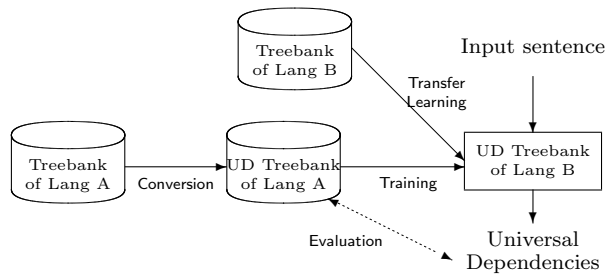 Treebank
of Lang B
Input sentence
Transfer
Learning
Treebank
of Lang A
Conversion
UD Treebank
of Lang A
Training
UD Treebank
of Lang B
Evaluation
Universal
Dependencies